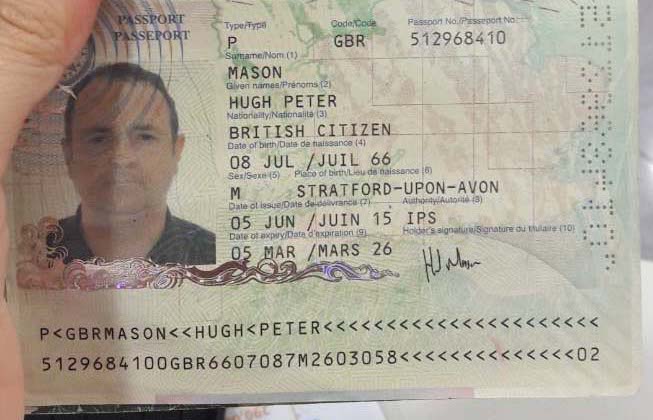 PASSPORT
PASSEPORT
Type/Type Code/Code Passport No./Passeport No.
P GBR 512968410
Surname/Nom (1)
MASON
Given names/Prénoms (2)
HUGH PETER
Nationality/Nationalité (3)
BRITISH CITIZEN
Date of birth/Date de naissance (4)
08 JUL /JUIL 66
Sex/Sexe (5) Place of birth/Lieu de naissance (6)
M STRATFORD-UPON-AVON
Date of issue/Date de délivrance (7) Authority/Autorité (8)
05 JUN /JUIN 15 IPS
Date of expiry/Date d'expiration (9) Holder's signature/Signature du titulaire (10)
05 MAR /MARS 26
P<GBRMASON<<HUGH<PETER<<<<<<<<<<<<<<<<<<<<<<
5129684100GBR6607087M2603058<<<<<<<<<<<<<<02